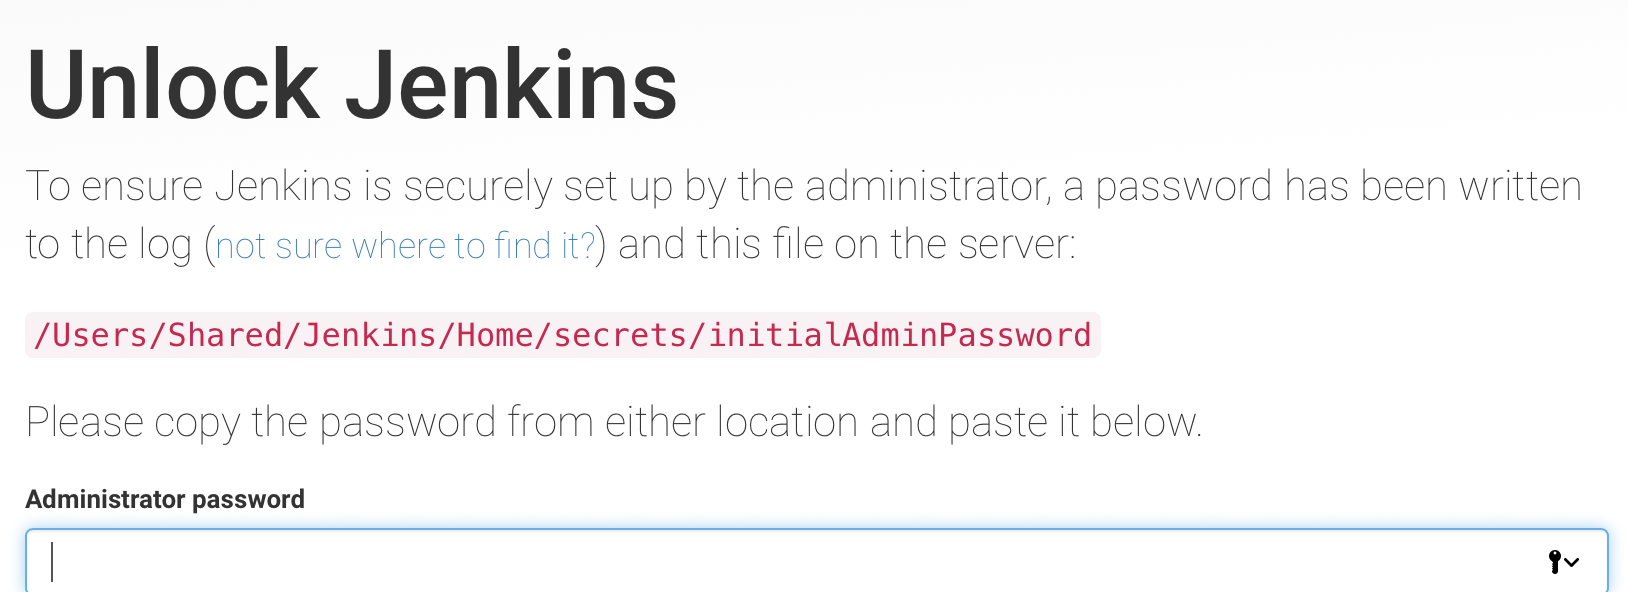 Unlock Jenkins
To ensure Jenkins is securely set up by the administrator, a password has been written
to the log (not sure where to find it?) and this file on the server:
/Users/Shared/Jenkins/Home/secrets/initialAdminPassword
Please copy the password from either location and paste it below.
Administrator password